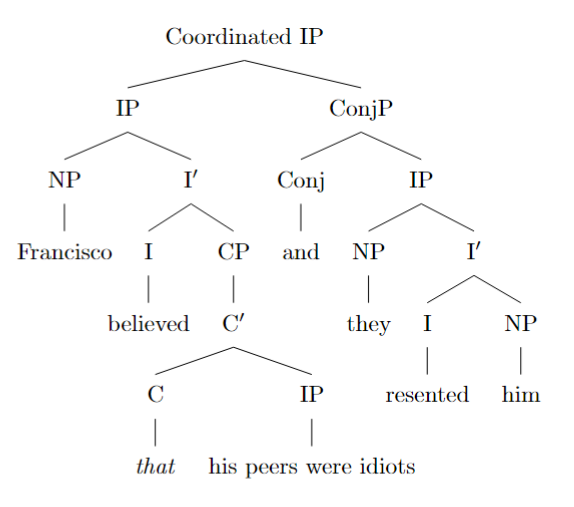 Coordinated IP
IP ConjP
NP I′ Conj IP
Francisco I CP and NP I′
believed C′ they I NP
C IP resented him
that his peers were idiots